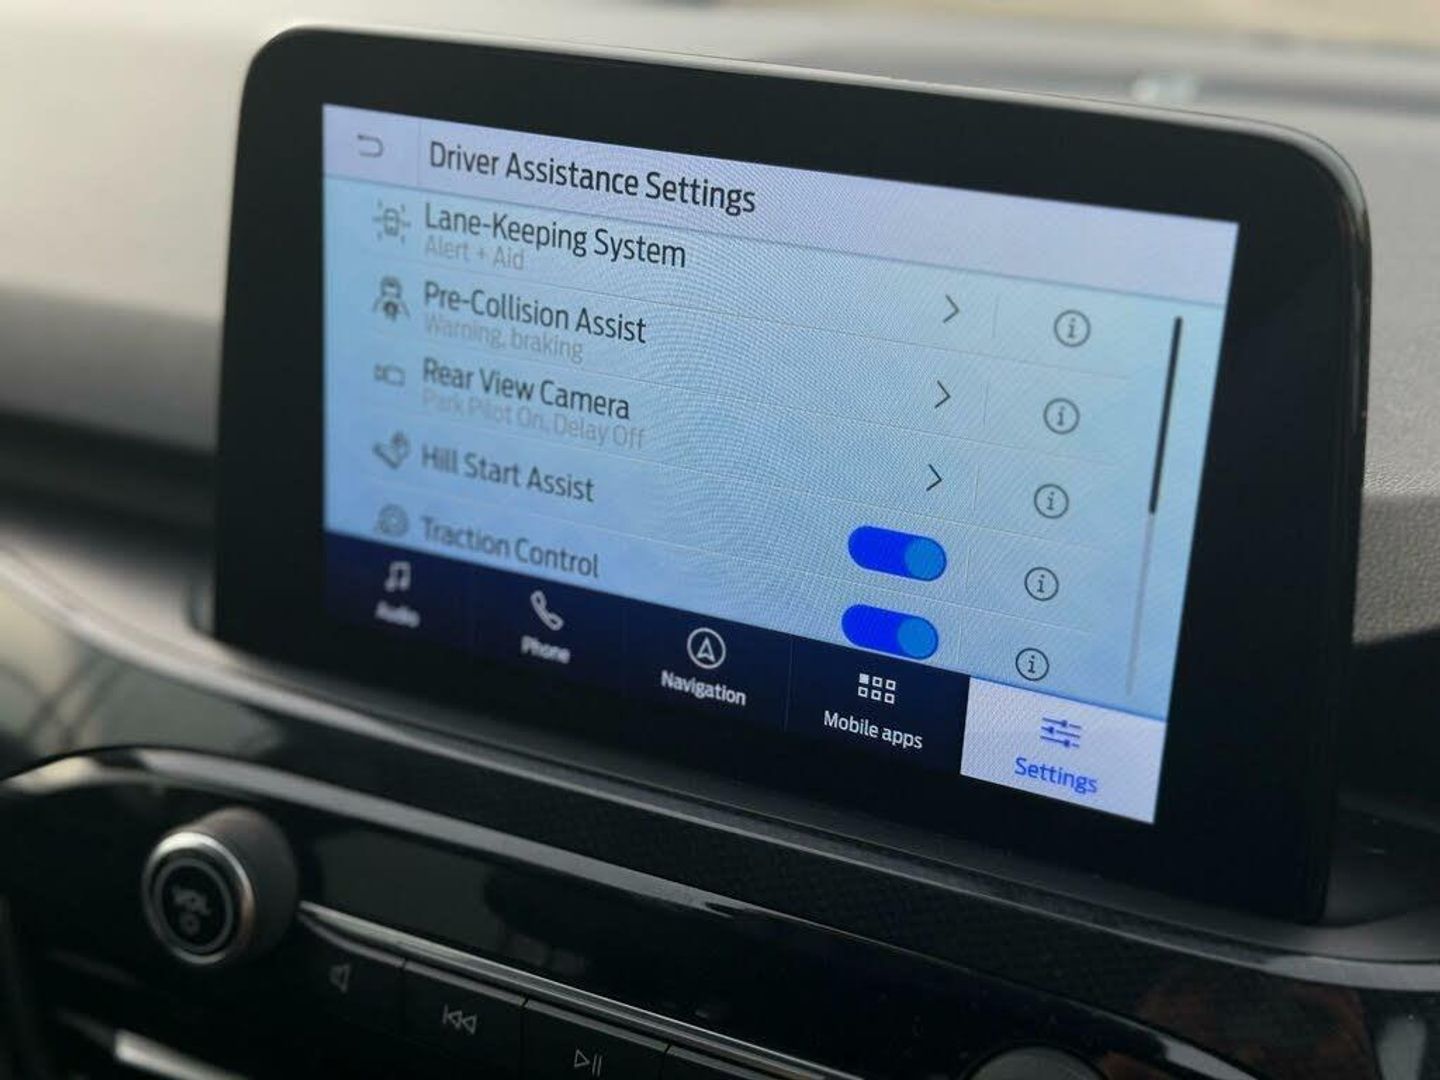 Driver Assistance Settings
Lane-Keeping System
Alert + Aid
Pre-Collision Assist
Warning, braking
Rear View Camera
Park Pilot On, Delay Off
Hill Start Assist
Traction Control
Audio
Phone
Navigation
Mobile apps
Settings
VOL